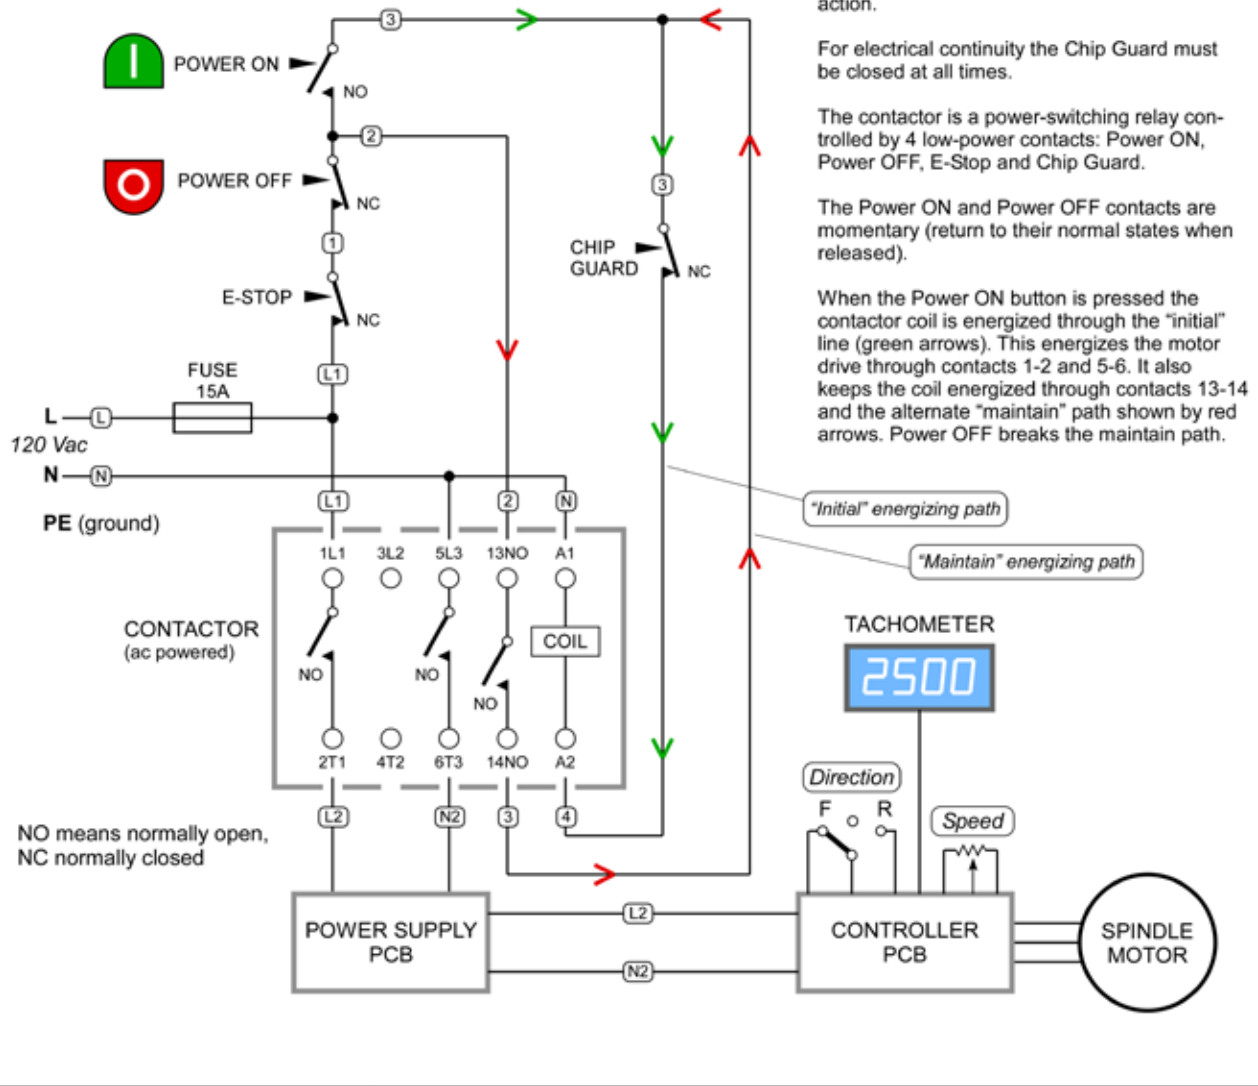 action.
For electrical continuity the Chip Guard must
be closed at all times.
The contactor is a power-switching relay con-
trolled by 4 low-power contacts: Power ON,
Power OFF, E-Stop and Chip Guard.
The Power ON and Power OFF contacts are
momentary (return to their normal states when
released).
When the Power ON button is pressed the
contactor coil is energized through the “initial”
line (green arrows). This energizes the motor
drive through contacts 1-2 and 5-6. It also
keeps the coil energized through contacts 13-14
and the alternate “maintain” path shown by red
arrows. Power OFF breaks the maintain path.
3
POWER ON
NO
2
POWER OFF
NC
3
1
CHIP
GUARD
NC
E-STOP
NC
FUSE
15A
L1
L
L
120 Vac
N
N
L1
2
N
PE (ground)
“Initial” energizing path
“Maintain” energizing path
1L1
3L2
5L3
13NO
A1
CONTACTOR
(ac powered)
COIL
NO
NO
NO
2T1
4T2
6T3
14NO
A2
L2
N2
3
4
NO means normally open,
NC normally closed
TACHOMETER
2500
Direction
F
R
Speed
POWER SUPPLY
PCB
L2
N2
CONTROLLER
PCB
SPINDLE
MOTOR